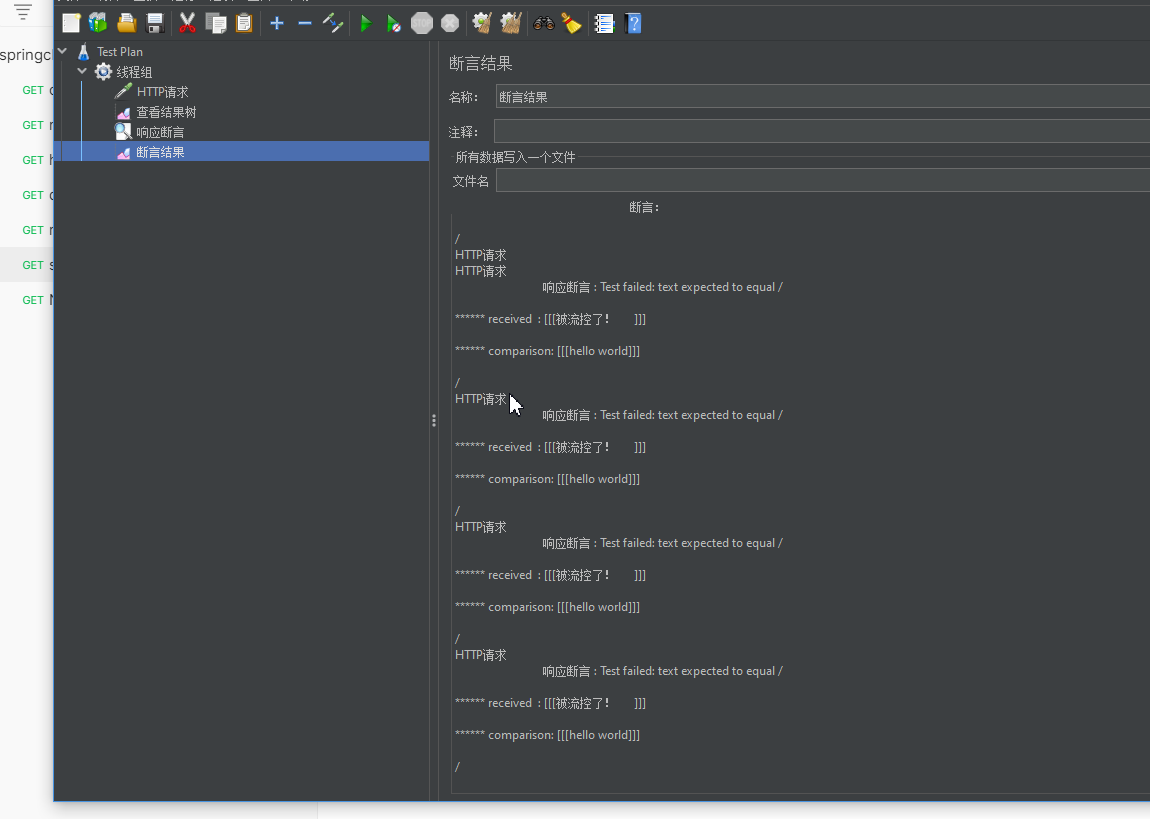 springc
GET
GET
GET
GET
GET
GET
GET
Test Plan
线程组
HTTP请求
查看结果树
响应断言
断言结果
断言结果
名称：
断言结果
注释：
所有数据写入一个文件
文件名
断言：
/
HTTP请求
HTTP请求
响应断言 : Test failed: text expected to equal /
****** received : [[[被流控了! ]]]
****** comparison: [[[hello world]]]
/
HTTP请求
响应断言 : Test failed: text expected to equal /
****** received : [[[被流控了! ]]]
****** comparison: [[[hello world]]]
/
HTTP请求
响应断言 : Test failed: text expected to equal /
****** received : [[[被流控了! ]]]
****** comparison: [[[hello world]]]
/
HTTP请求
响应断言 : Test failed: text expected to equal /
****** received : [[[被流控了! ]]]
****** comparison: [[[hello world]]]
/